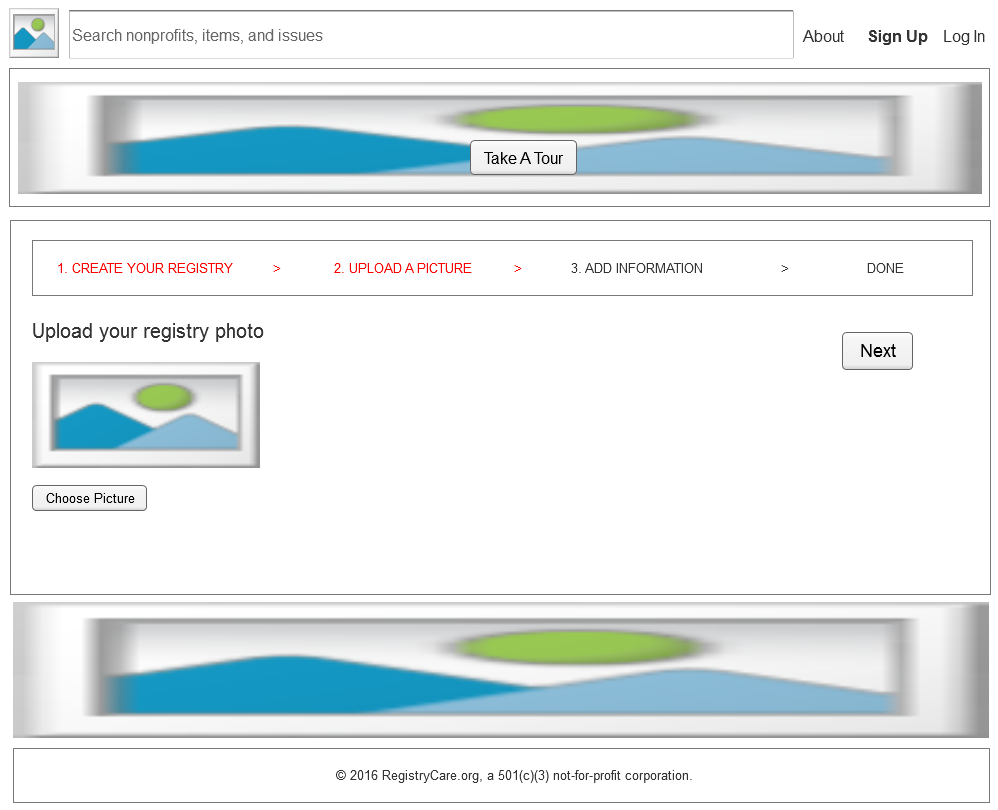 Search nonprofits, items, and issues
About
Sign Up
Log In
Take A Tour
1. CREATE YOUR REGISTRY > 2. UPLOAD A PICTURE > 3. ADD INFORMATION > DONE
Upload your registry photo
Next
Choose Picture
© 2016 RegistryCare.org, a 501(c)(3) not-for-profit corporation.